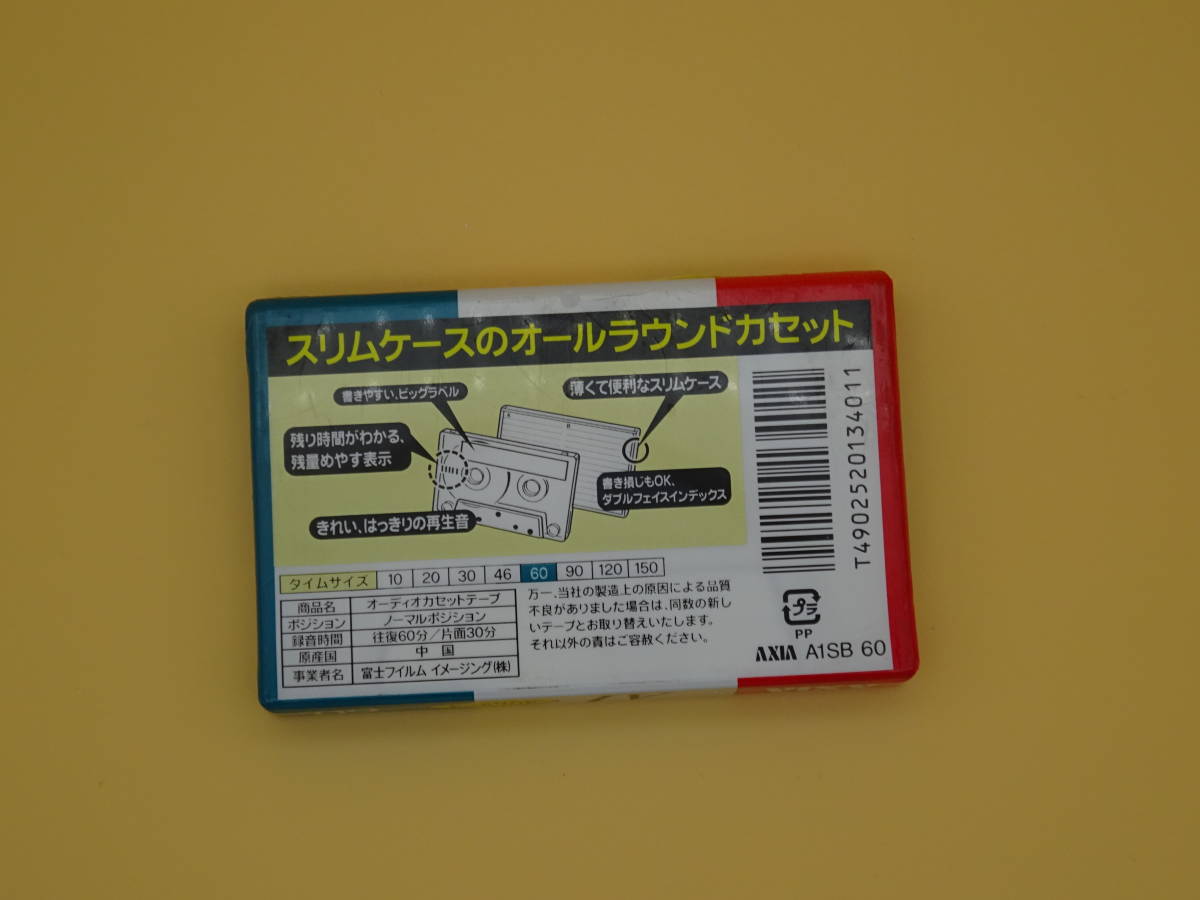 スリムケースのオールラウンドカセット
書きやすい、ビッグラベル
薄くて便利なスリムケース
残り時間がわかる、
残量めやす表示
書き損じもOK、
ダブルフェイスインデックス
きれい、はっきりの再生音
T4902520134011
タイムサイズ 10 20 30 46 60 90 120 150
商品名 オーディオカセットテープ
ポジション ノーマルポジション
録音時間 往復60分/片面30分
原産国 中国
事業者名 富士フイルム イメージング(株)
万一、当社の製造上の原因による品質
不良がありました場合は、同数の新し
いテープとお取り替えいたします。
それ以外の責はご容赦ください。
プラ
PP
AXIA A1SB 60